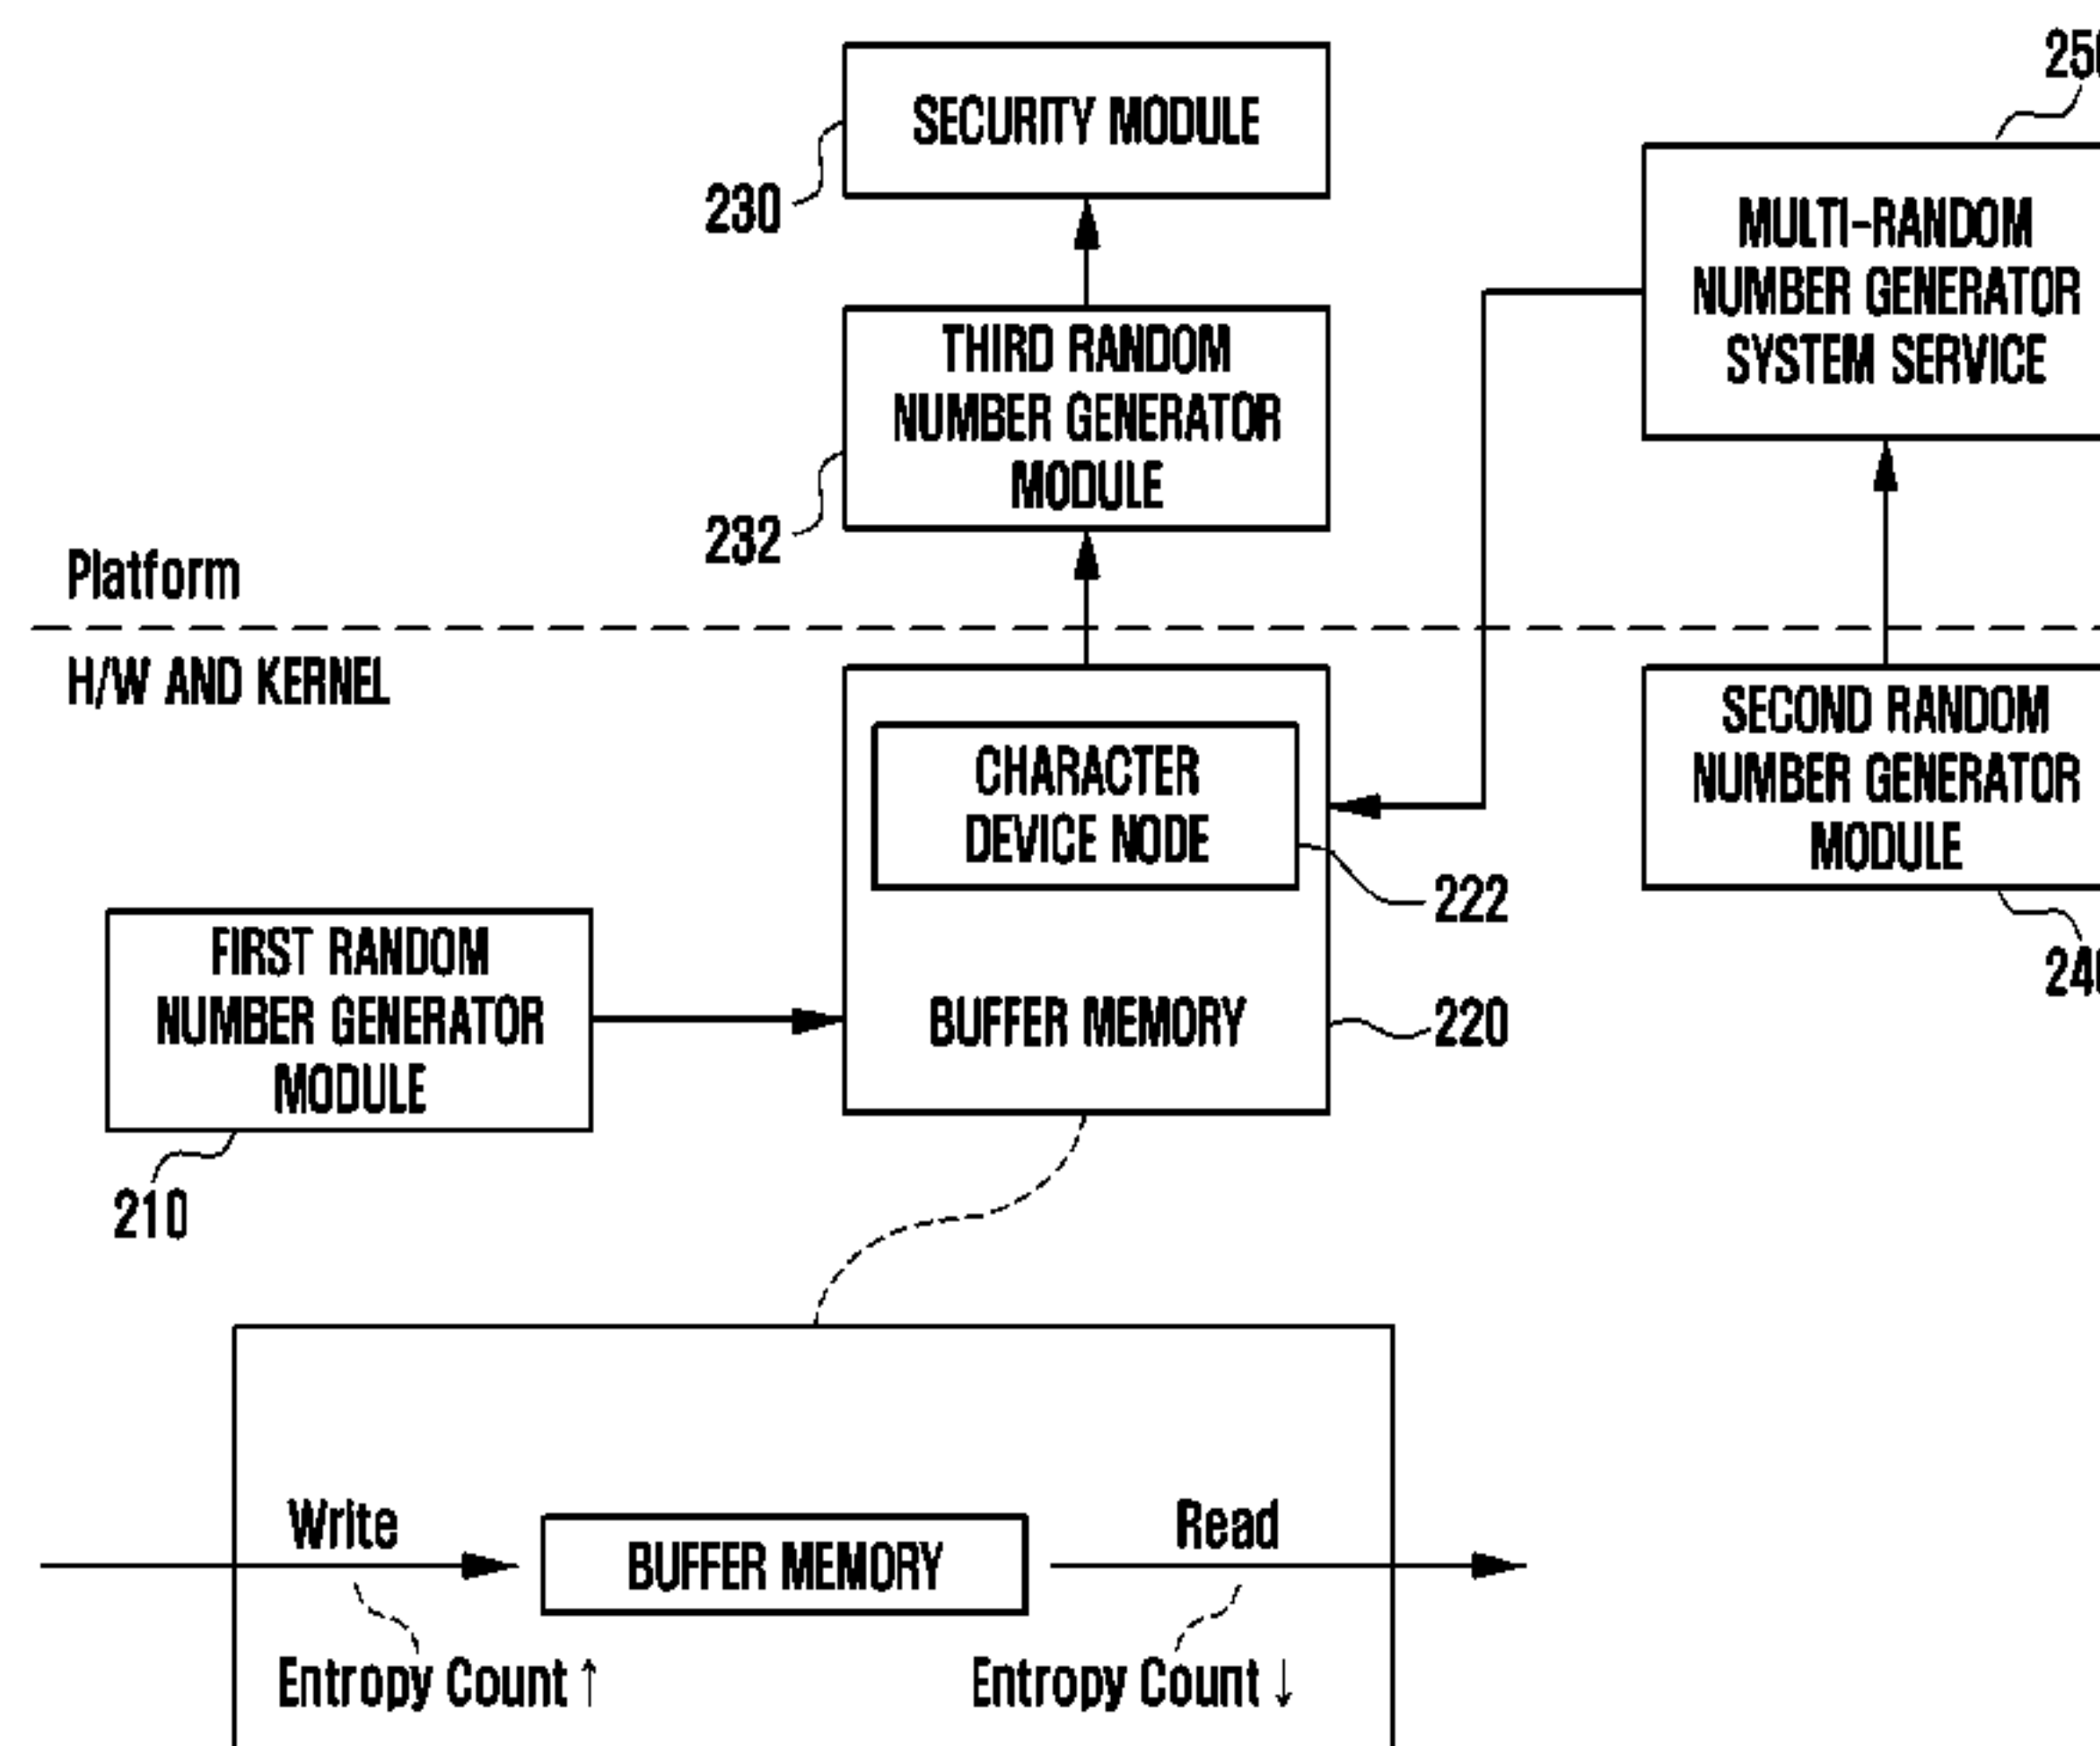 SECURITY MODULE
230
THIRD RANDOM
NUMBER GENERATOR
MODULE
232
MULTI-RANDOM
NUMBER GENERATOR
SYSTEM SERVICE
Platform
H/W AND KERNEL
CHARACTER
DEVICE NODE
222
BUFFER MEMORY
220
SECOND RANDOM
NUMBER GENERATOR
MODULE
FIRST RANDOM
NUMBER GENERATOR
MODULE
210
Write
BUFFER MEMORY
Read
Entropy Count ↑
Entropy Count ↓